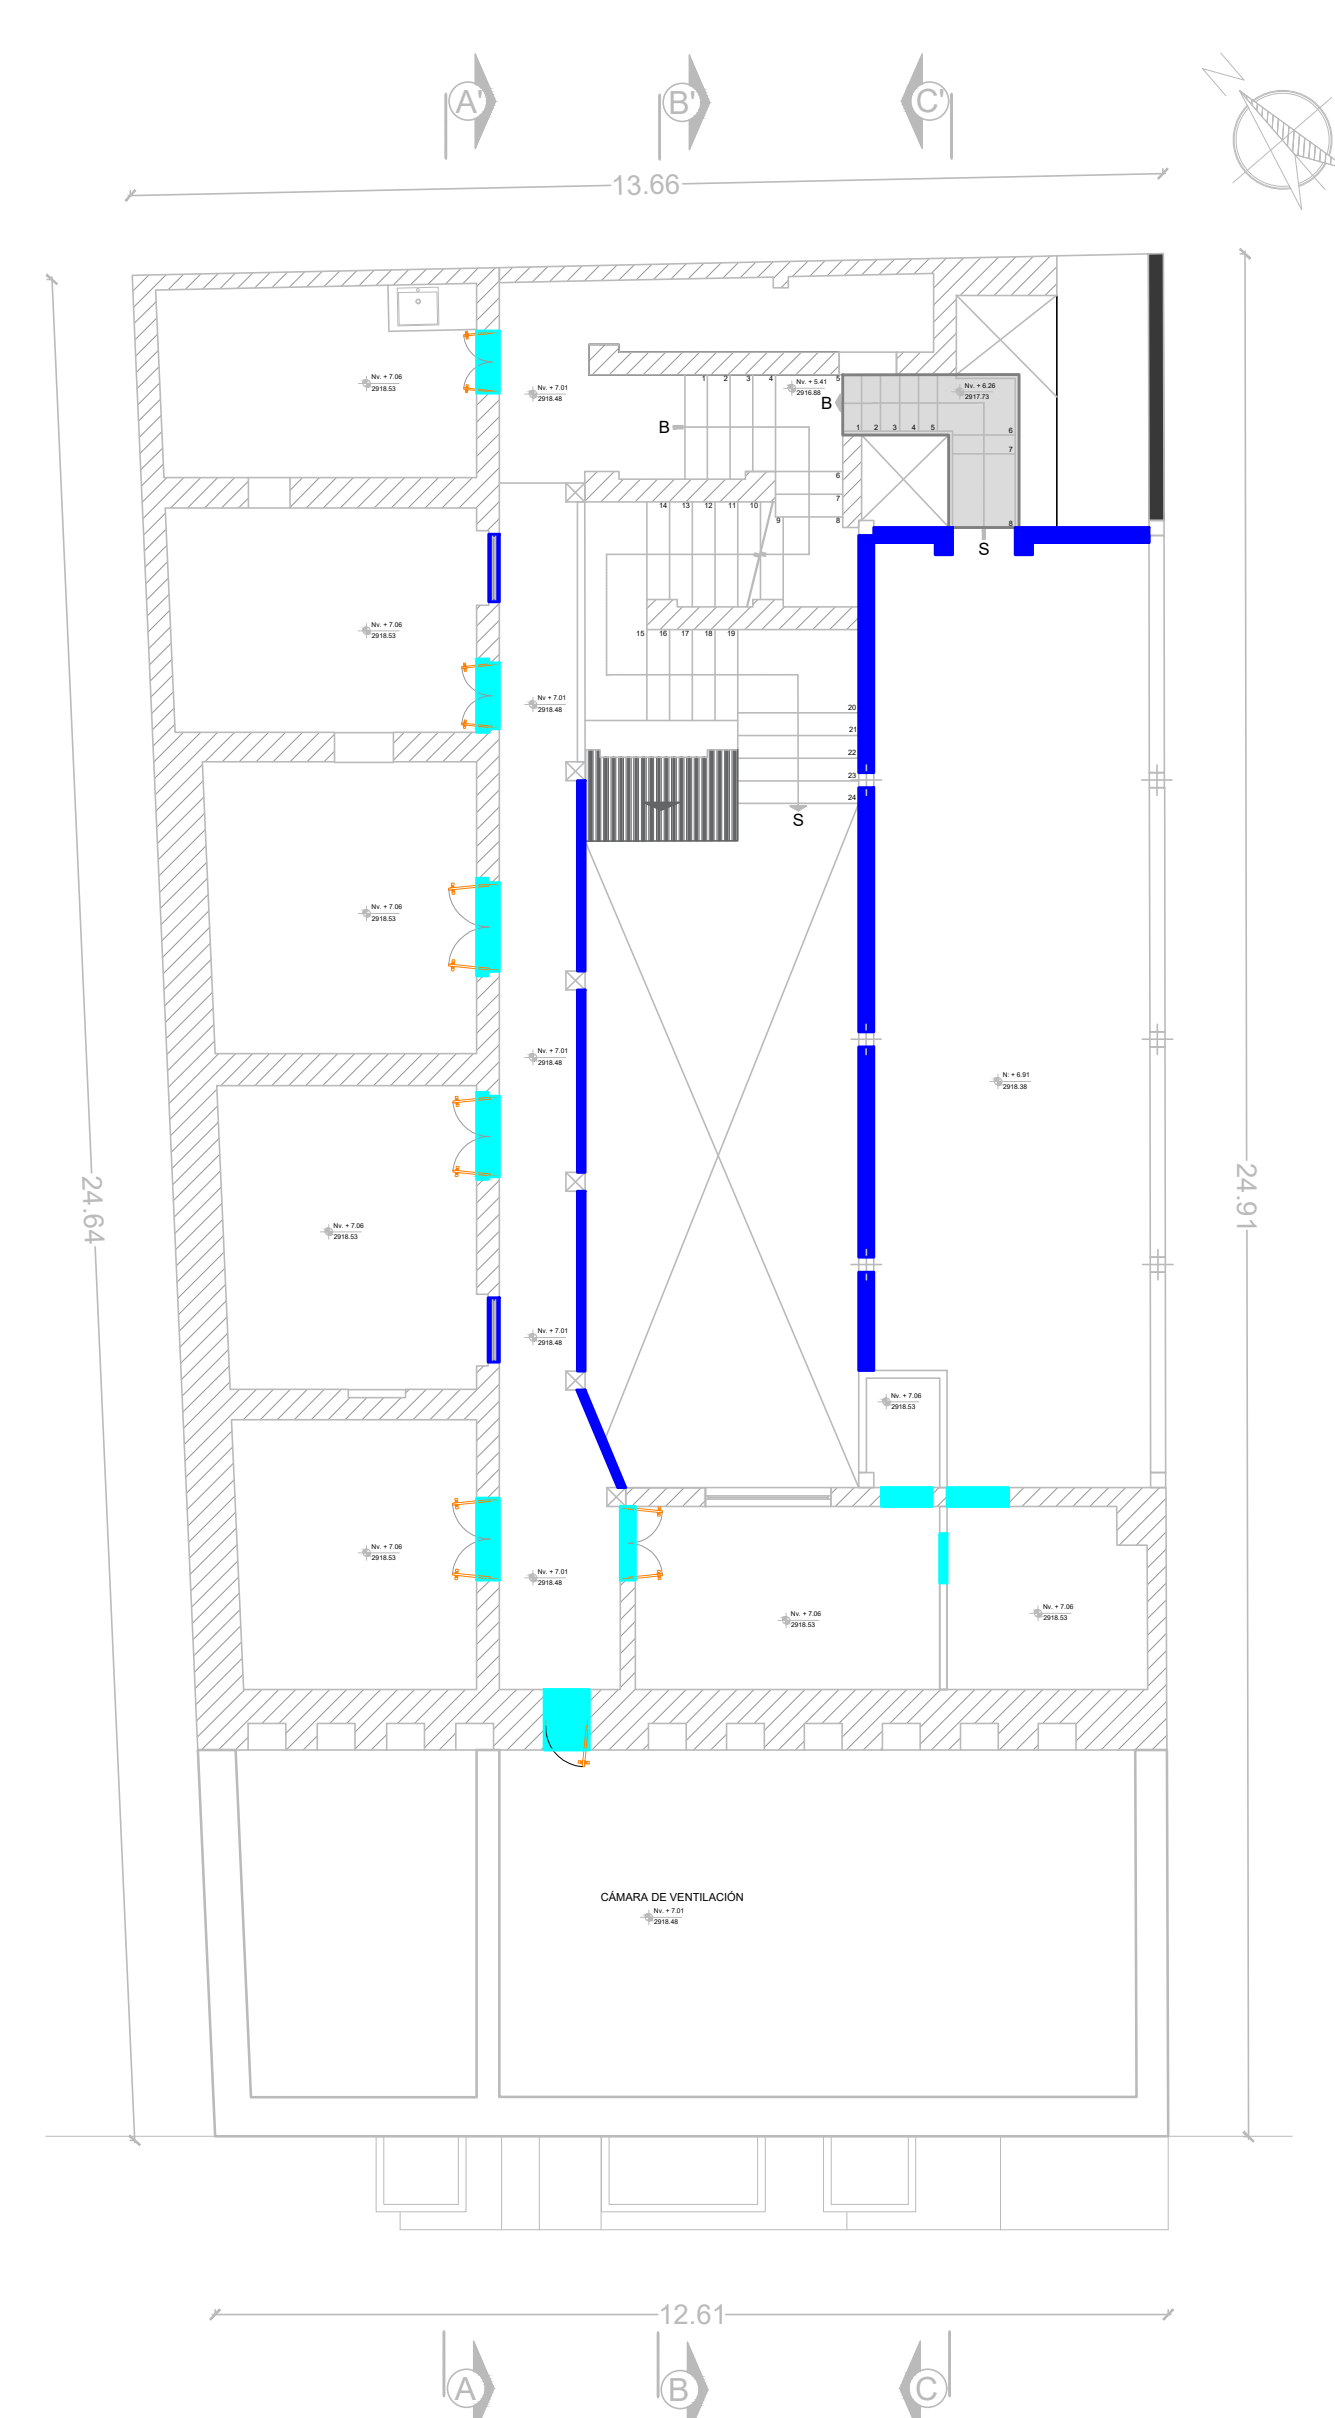 A'
B'
C'
13.66
Nv. + 7.06
2918.53
Nv. + 7.01
2918.48
1
2
3
4
5
Nv. + 5.41
2916.88
B
B
Nv. + 6.26
2917.73
1
2
3
4
5
6
7
8
S
6
7
8
14
13
12
11
10
9
Nv. + 7.06
2918.53
15
16
17
18
19
Nv + 7.01
2918.48
20
21
22
23
24
S
Nv. + 7.06
2918.53
Nv. + 7.01
2918.48
N: + 6.91
2918.38
24.64
24.91
Nv. + 7.06
2918.53
Nv. + 7.01
2918.48
Nv. + 7.06
2918.53
Nv. + 7.06
2918.53
Nv. + 7.01
2918.48
Nv. + 7.06
2918.53
Nv. + 7.06
2918.53
CÁMARA DE VENTILACIÓN
Nv. + 7.01
2918.48
12.61
A
B
C